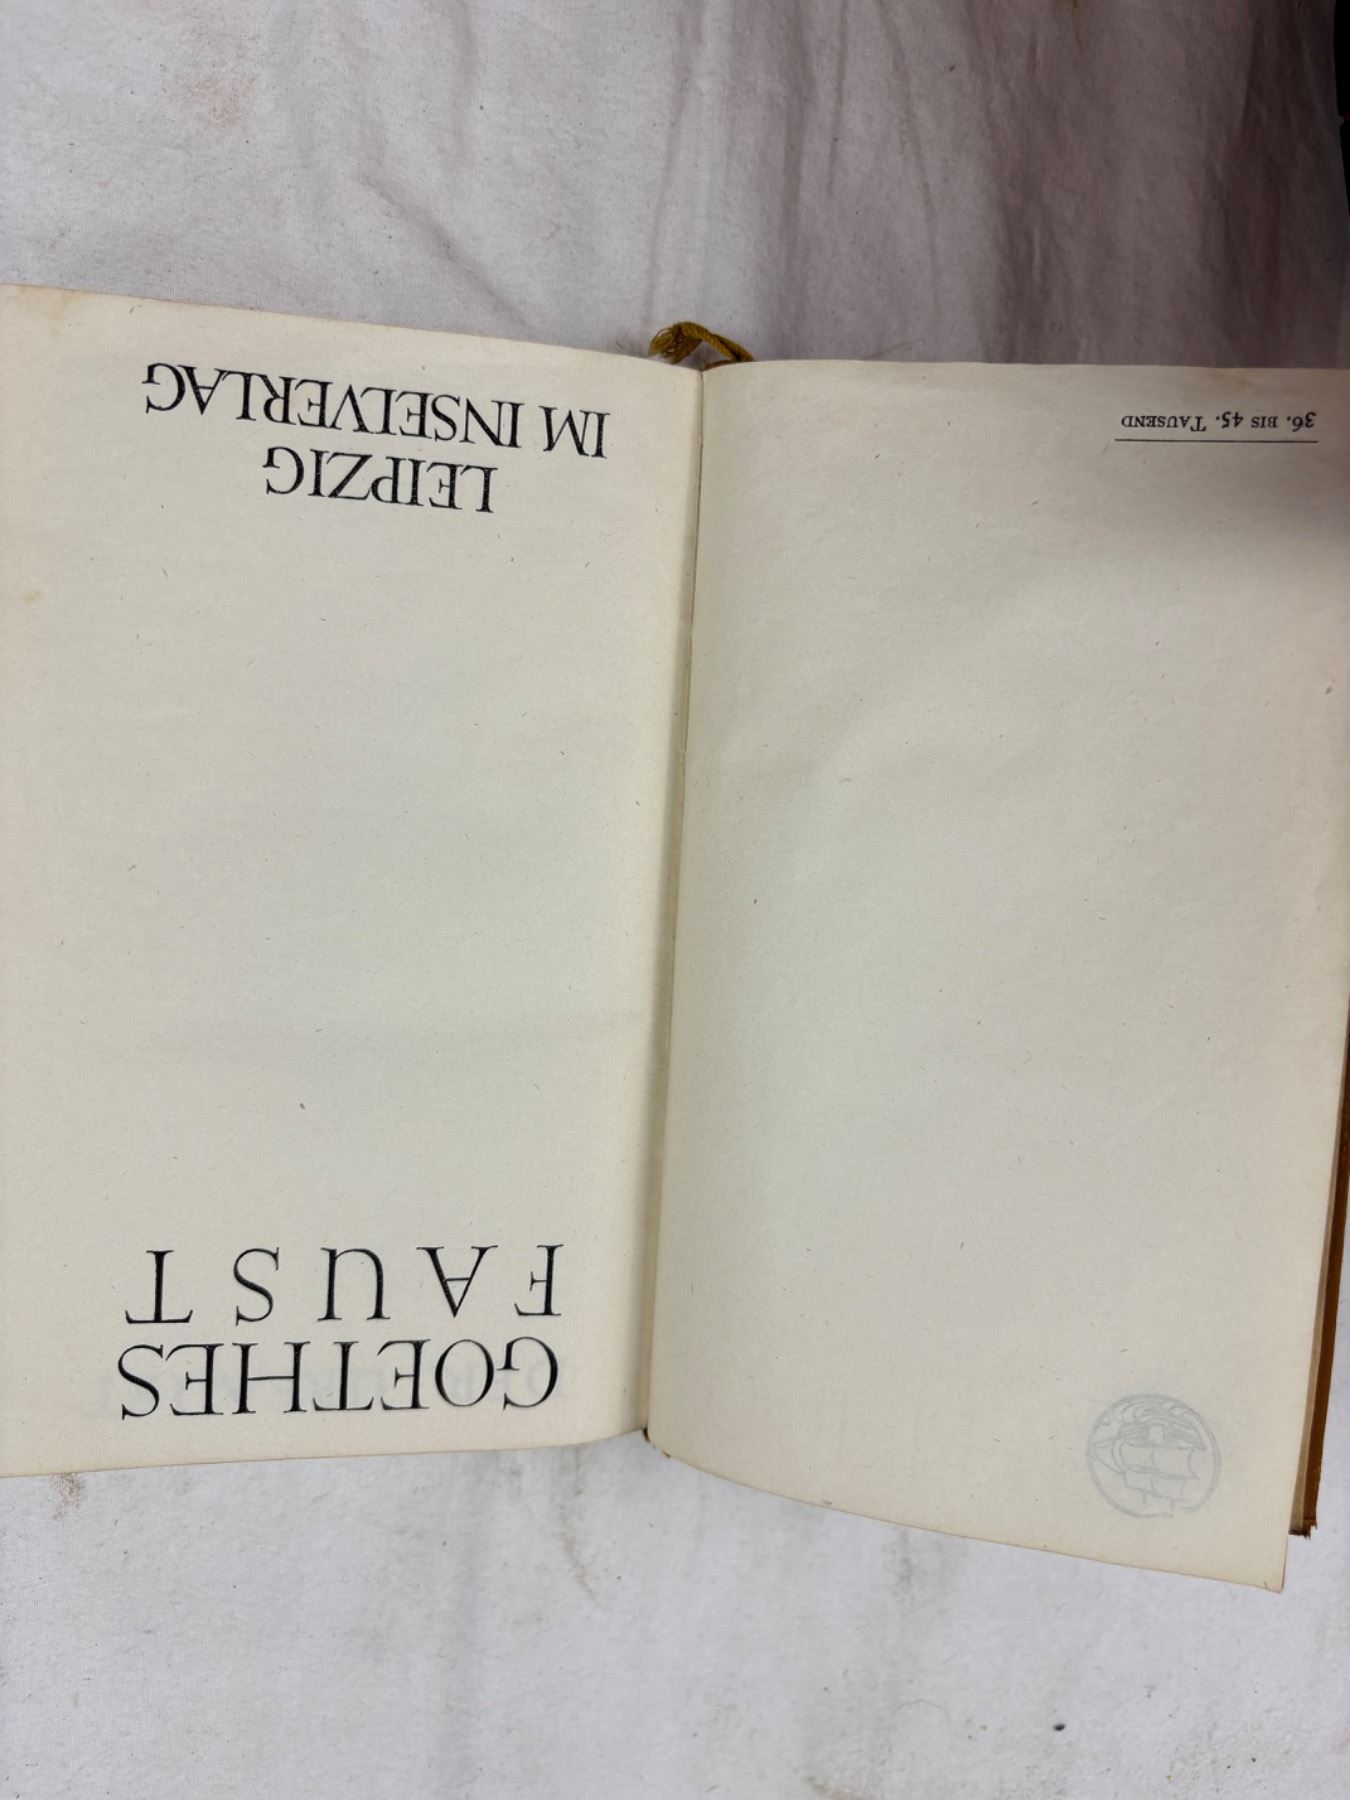 36. BIS 45. TAUSEND
GOETHES
FAUST
LEIPZIG
IM INSELVERLAG